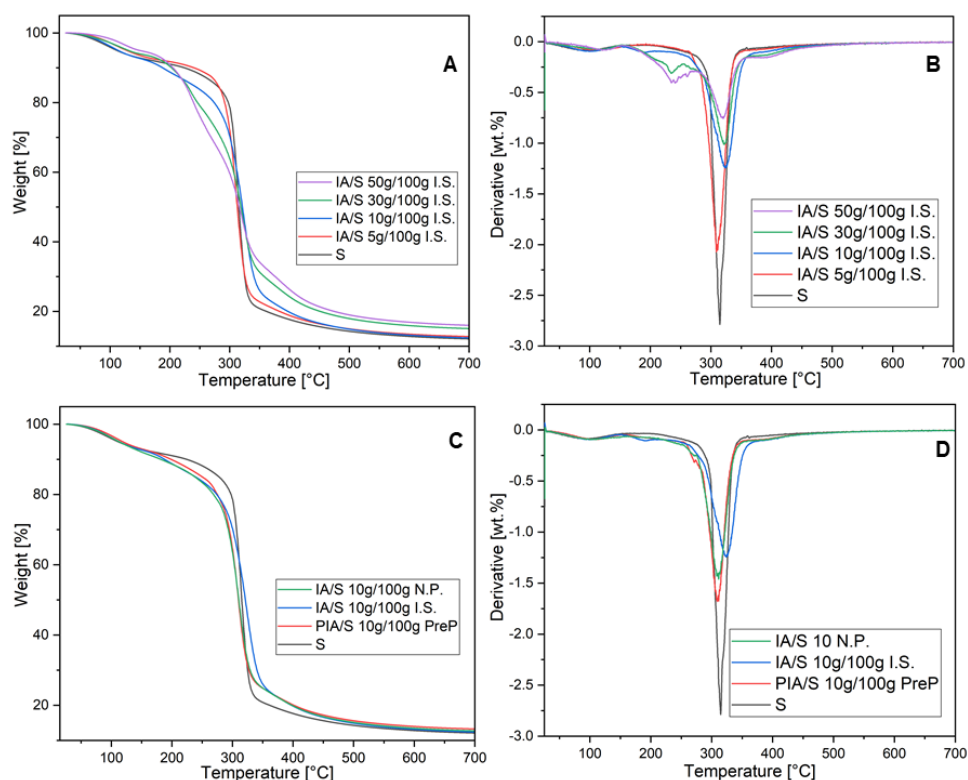 A
Weight [%]
100
80
60
40
20
IA/S 50g/100g I.S.
IA/S 30g/100g I.S.
IA/S 10g/100g I.S.
IA/S 5g/100g I.S.
S
100 200 300 400 500 600 700
Temperature [°C]
B
Derivative [wt.%]
0.0
-0.5
-1.0
-1.5
-2.0
-2.5
-3.0
IA/S 50g/100g I.S.
IA/S 30g/100g I.S.
IA/S 10g/100g I.S.
IA/S 5g/100g I.S.
S
100 200 300 400 500 600 700
Temperature [°C]
C
Weight [%]
100
80
60
40
20
IA/S 10g/100g N.P.
IA/S 10g/100g I.S.
PIA/S 10g/100g PreP
S
100 200 300 400 500 600 700
Temperature [°C]
D
Derivative [wt.%]
0.0
-0.5
-1.0
-1.5
-2.0
-2.5
-3.0
IA/S 10 N.P.
IA/S 10g/100g I.S.
PIA/S 10g/100g PreP
S
100 200 300 400 500 600 700
Temperature [°C]